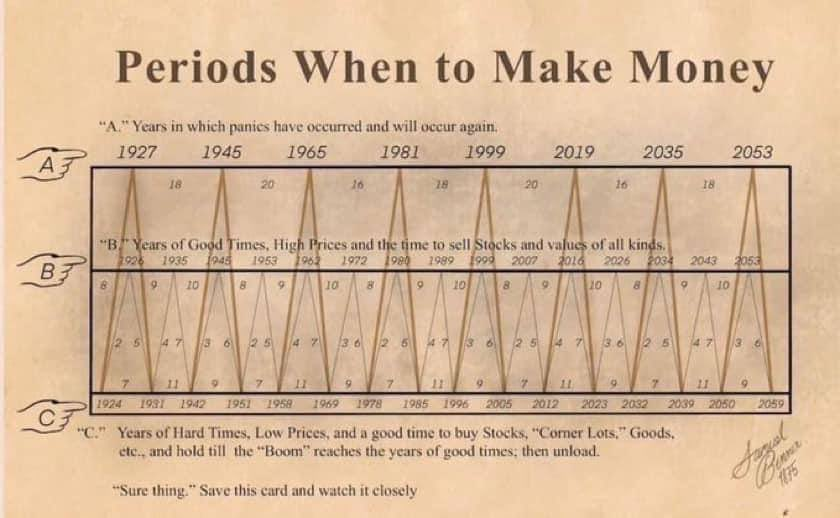 Periods When to Make Money
“A.” Years in which panics have occurred and will occur again.
1927 1945 1965 1981 1999 2019 2035 2053
A
18 20 16 18 20 16 18
“B.” Years of Good Times, High Prices and the time to sell Stocks and values of all kinds.
1926 1935 1945 1953 1962 1972 1980 1989 1999 2007 2016 2026 2034 2043 2053
B
8 9 10 8 9 10 8 9 10 8 9 10 8 9 10
2 5 4 7 3 6 2 5 4 7 3 6 2 5 4 7 3 6 2 5 4 7 3 6 2 5 4 7 3 6
7 11 9 7 11 9 7 11 9 7 11 9 7 11 9
1924 1931 1942 1951 1958 1969 1978 1985 1996 2005 2012 2023 2032 2039 2050 2059
C
“C.” Years of Hard Times, Low Prices, and a good time to buy Stocks, “Corner Lots,” Goods,
etc., and hold till the “Boom” reaches the years of good times; then unload.
“Sure thing.” Save this card and watch it closely
Samuel
Benner
1875